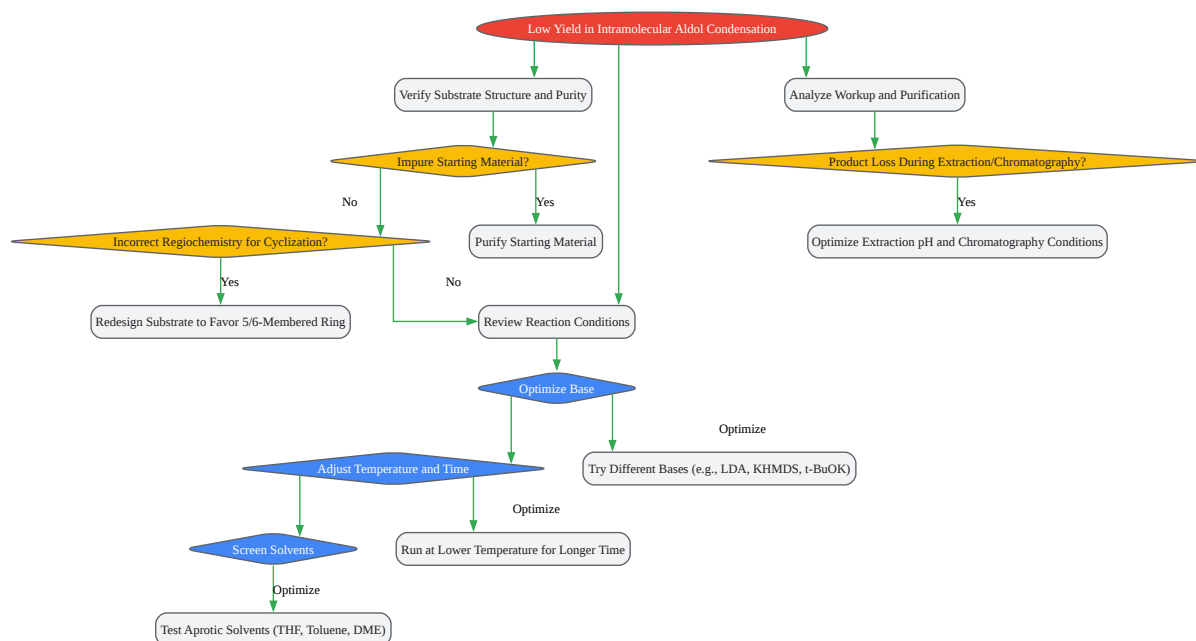 Low Yield in Intramolecular Aldol Condensation
Verify Substrate Structure and Purity
Analyze Workup and Purification
Impure Starting Material?
Product Loss During Extraction/Chromatography?
No
Yes
Yes
Incorrect Regiochemistry for Cyclization?
Purify Starting Material
Optimize Extraction pH and Chromatography Conditions
Yes
No
Redesign Substrate to Favor 5/6-Membered Ring
Review Reaction Conditions
Optimize Base
Optimize
Adjust Temperature and Time
Try Different Bases (e.g., LDA, KHMDS, t-BuOK)
Optimize
Screen Solvents
Run at Lower Temperature for Longer Time
Optimize
Test Aprotic Solvents (THF, Toluene, DME)